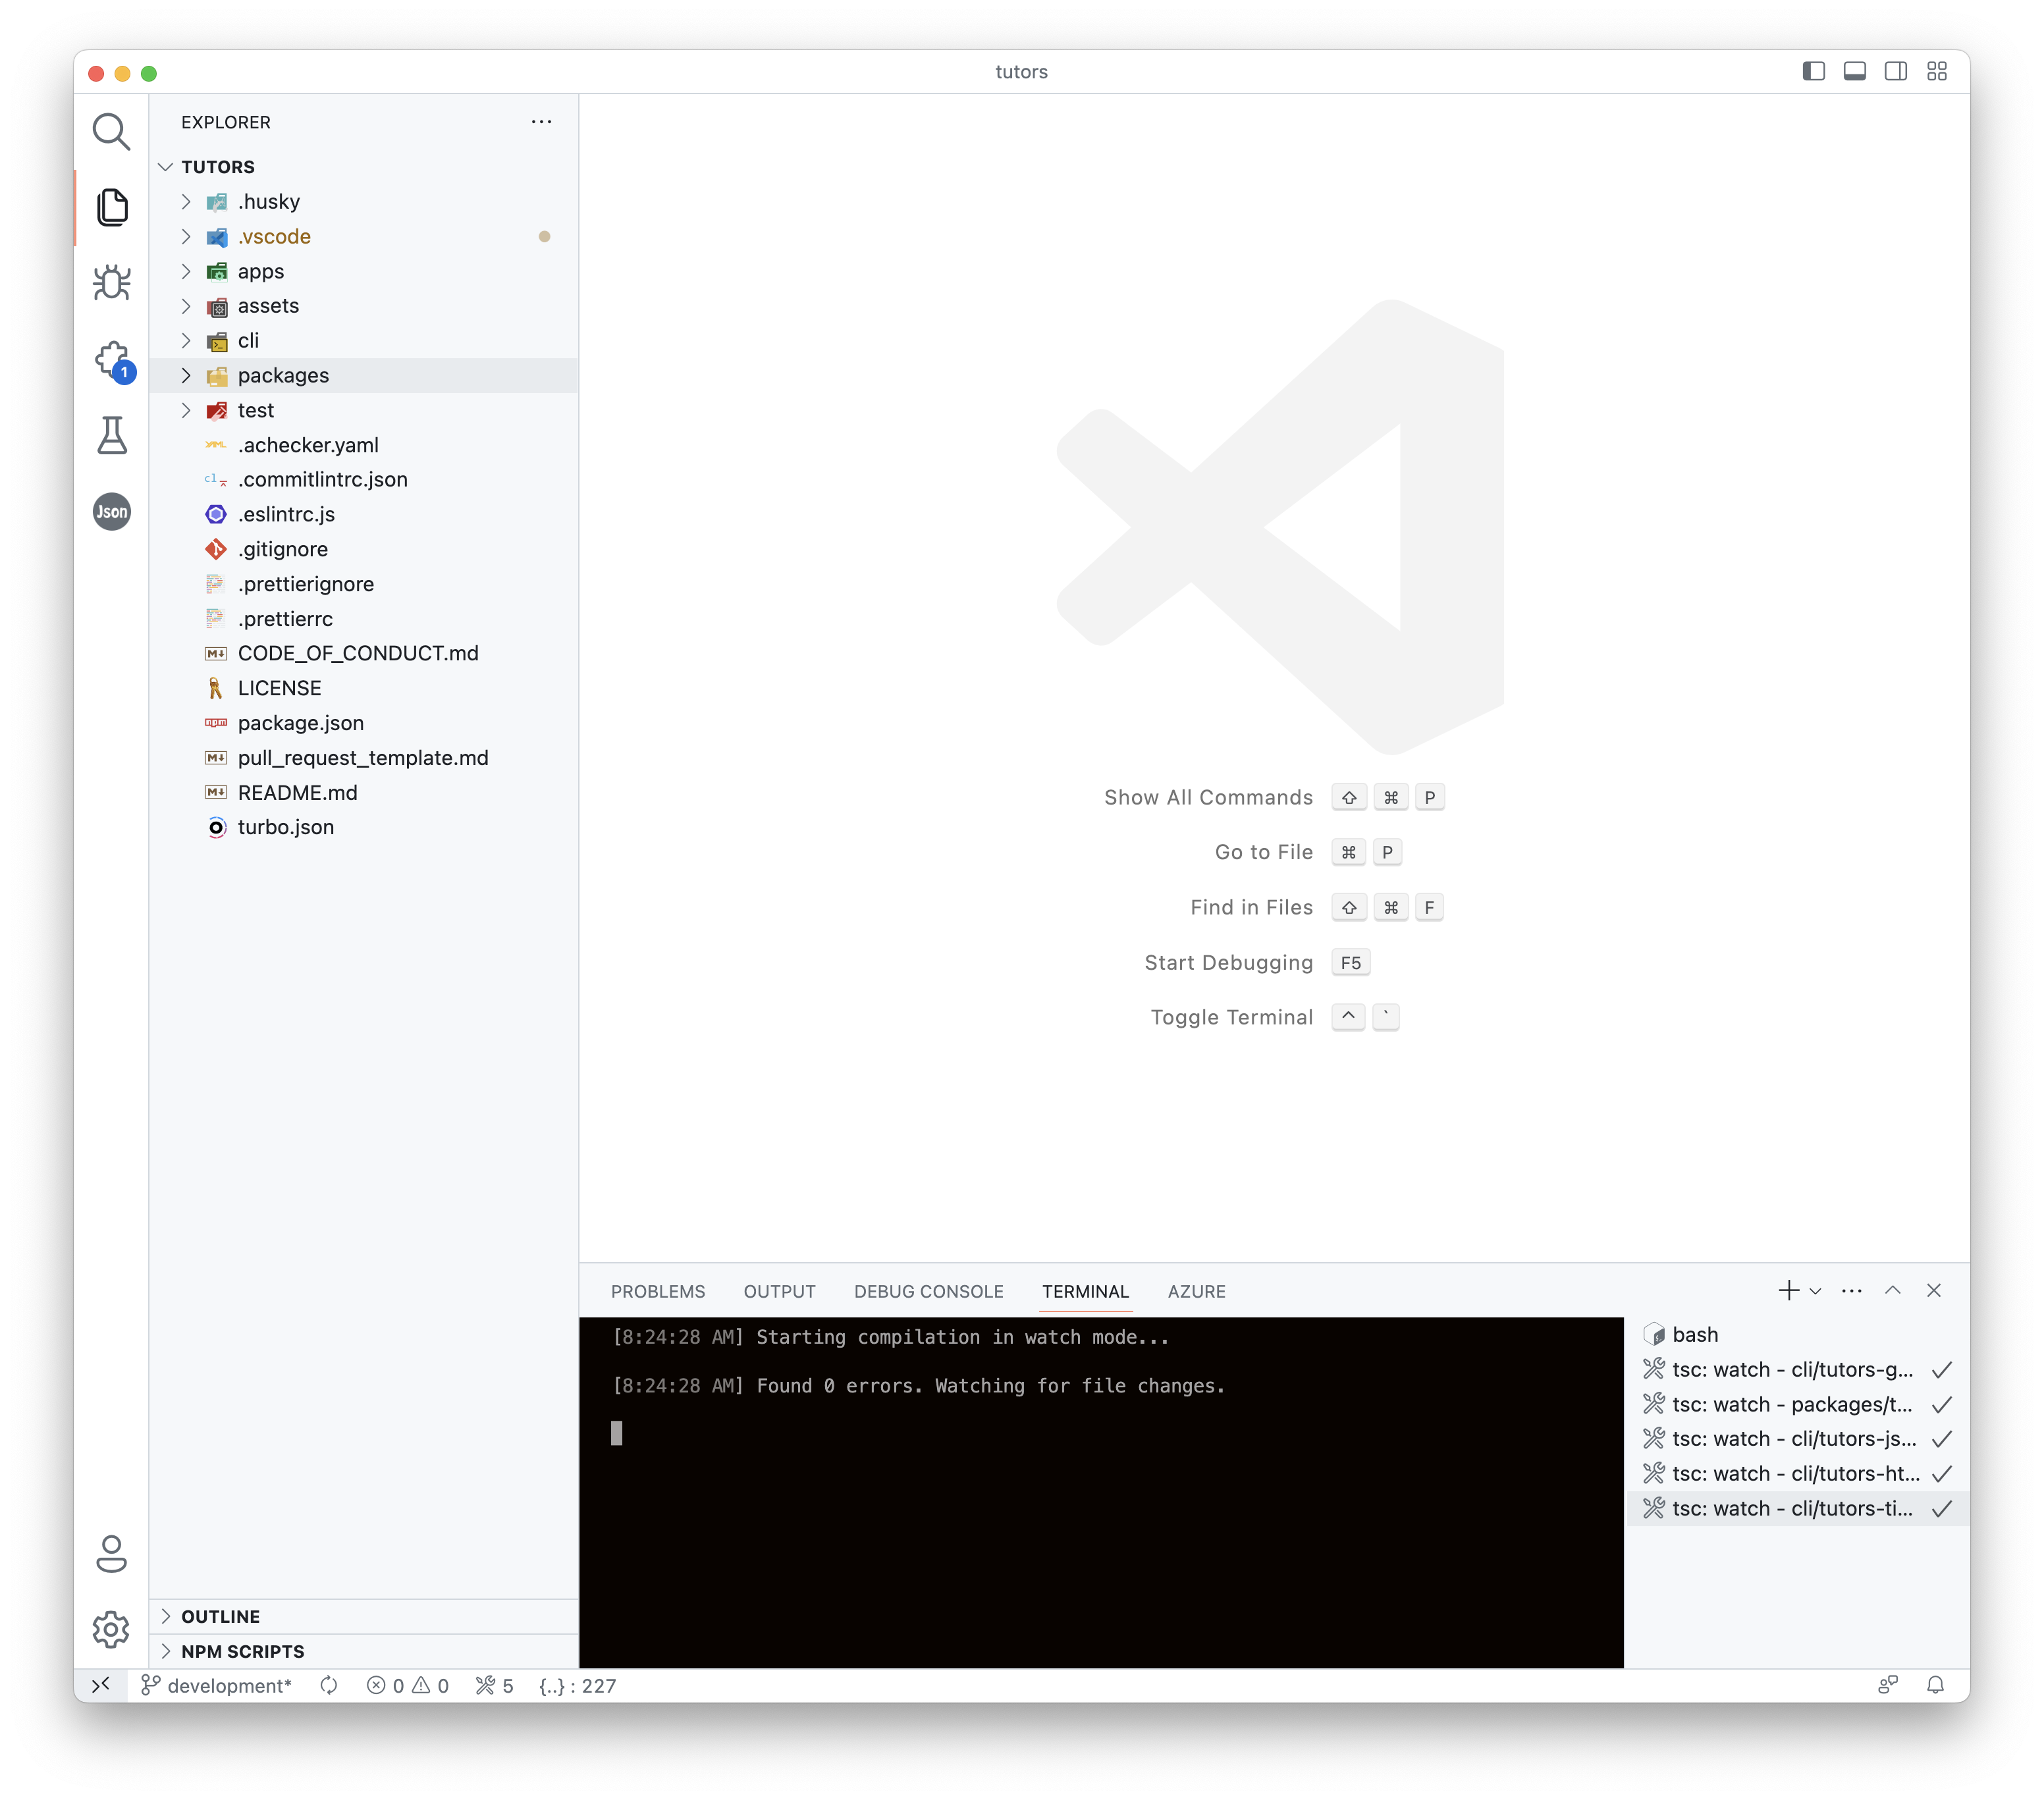 tutors
EXPLORER
TUTORS
.husky
.vscode
apps
assets
cli
packages
test
.achecker.yaml
.commitlintrc.json
.eslintrc.js
.gitignore
.prettierignore
.prettierrc
CODE_OF_CONDUCT.md
LICENSE
package.json
pull_request_template.md
README.md
turbo.json
OUTLINE
NPM SCRIPTS
1
Json
Show All Commands ⇧ ⌘ P
Go to File ⌘ P
Find in Files ⇧ ⌘ F
Start Debugging F5
Toggle Terminal ^ `
PROBLEMS OUTPUT DEBUG CONSOLE TERMINAL AZURE
[8:24:28 AM] Starting compilation in watch mode...
[8:24:28 AM] Found 0 errors. Watching for file changes.
bash
tsc: watch - cli/tutors-g...
tsc: watch - packages/t...
tsc: watch - cli/tutors-js...
tsc: watch - cli/tutors-ht...
tsc: watch - cli/tutors-ti...
development* 0 0 5 {..} : 227